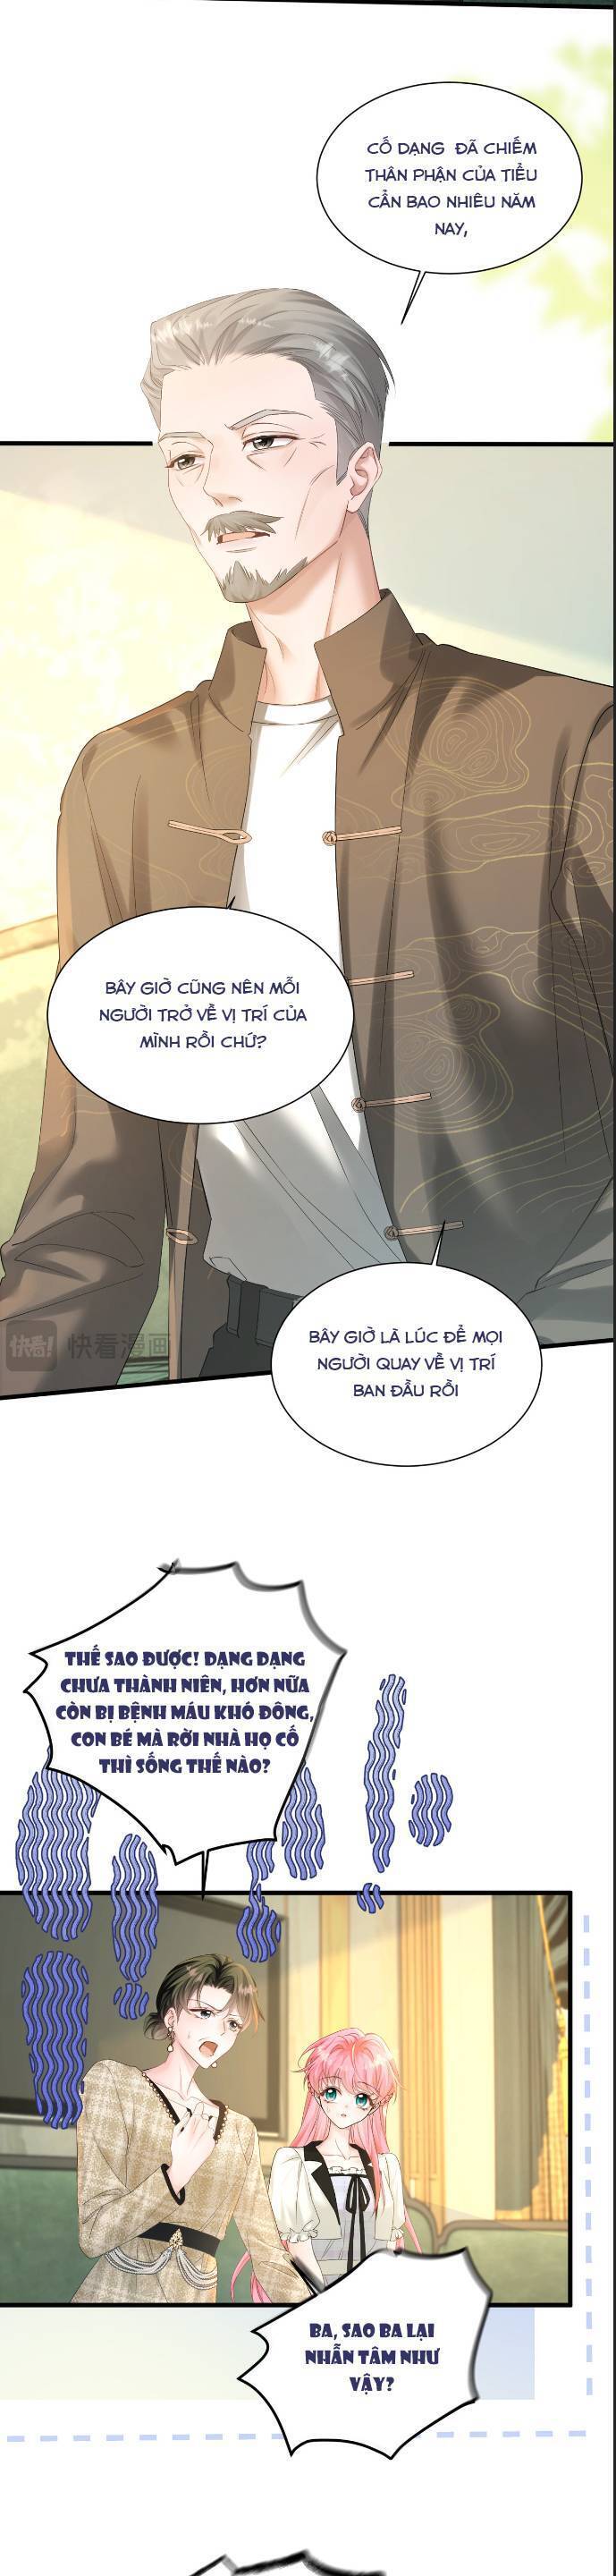 CỐ DẠNG ĐÃ CHIẾM
THÂN PHẬN CỦA TIỂU
CẨN BAO NHIÊU NĂM
NAY,
BÂY GIỜ CŨNG NÊN MỖI
NGƯỜI TRỞ VỀ VỊ TRÍ CỦA
MÌNH RỒI CHỨ?
快看! 快看漫画
BÂY GIỜ LÀ LÚC ĐỂ MỌI
NGƯỜI QUAY VỀ VỊ TRÍ
BAN ĐẦU RỒI
THẾ SAO ĐƯỢC! DẠNG DẠNG
CHƯA THÀNH NIÊN, HƠN NỮA
CÒN BỊ BỆNH MÁU KHÓ ĐÔNG,
CON BÉ MÀ RỜI NHÀ HỌ CỐ
THÌ SỐNG THẾ NÀO?
BA, SAO BA LẠI
NHẪN TÂM NHƯ
VẬY?